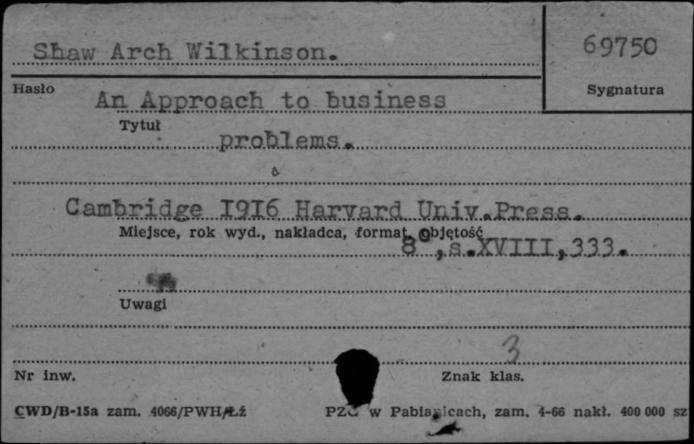 Shaw Arch Wilkinson.
69750
Hasło
Sygnatura
An Approach to business
Tytuł
problems.
Cambridge 1916 Harvard Univ.Press.
Miejsce, rok wyd., nakładca, format, objętość
8°,s.XVIII,333.
Uwagi
3
Nr inw.
Znak klas.
CWD/B-15a zam. 4066/PWH/Łź
PZG w Pabianicach, zam. 4-66 nakł. 400 000 sz